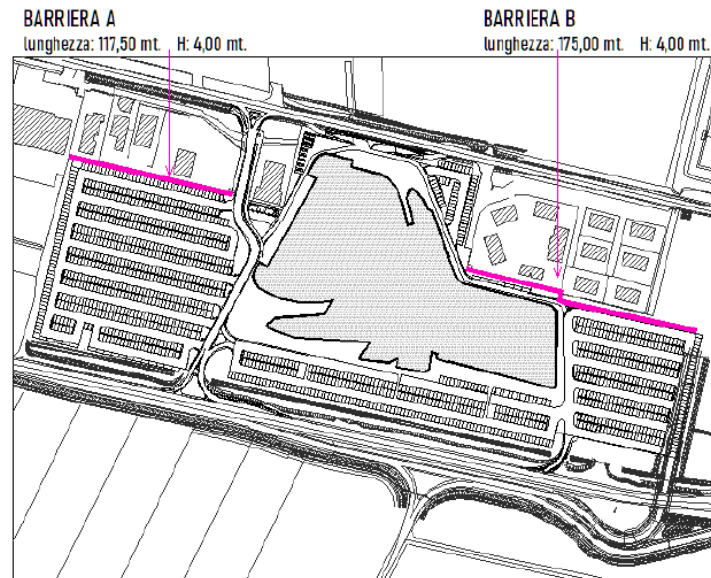 BARRIERA A
lunghezza: 117,50 mt. H: 4,00 mt.
BARRIERA B
lunghezza: 175,00 mt. H: 4,00 mt.